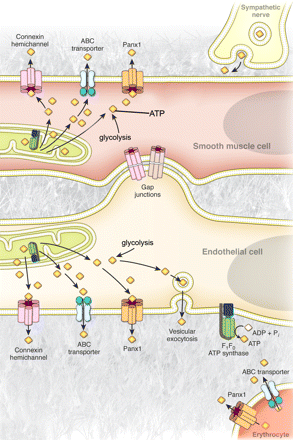 Sympathetic
nerve
Connexin
hemichannel
ABC
transporter
Panx1
ATP
glycolysis
Smooth muscle cell
Gap
junctions
glycolysis
Endothelial cell
Connexin
hemichannel
ABC
transporter
Panx1
Vesicular
exocytosis
F1F0
ATP synthase
ADP + Pi
ATP
ABC transporter
Panx1
Erythrocyte